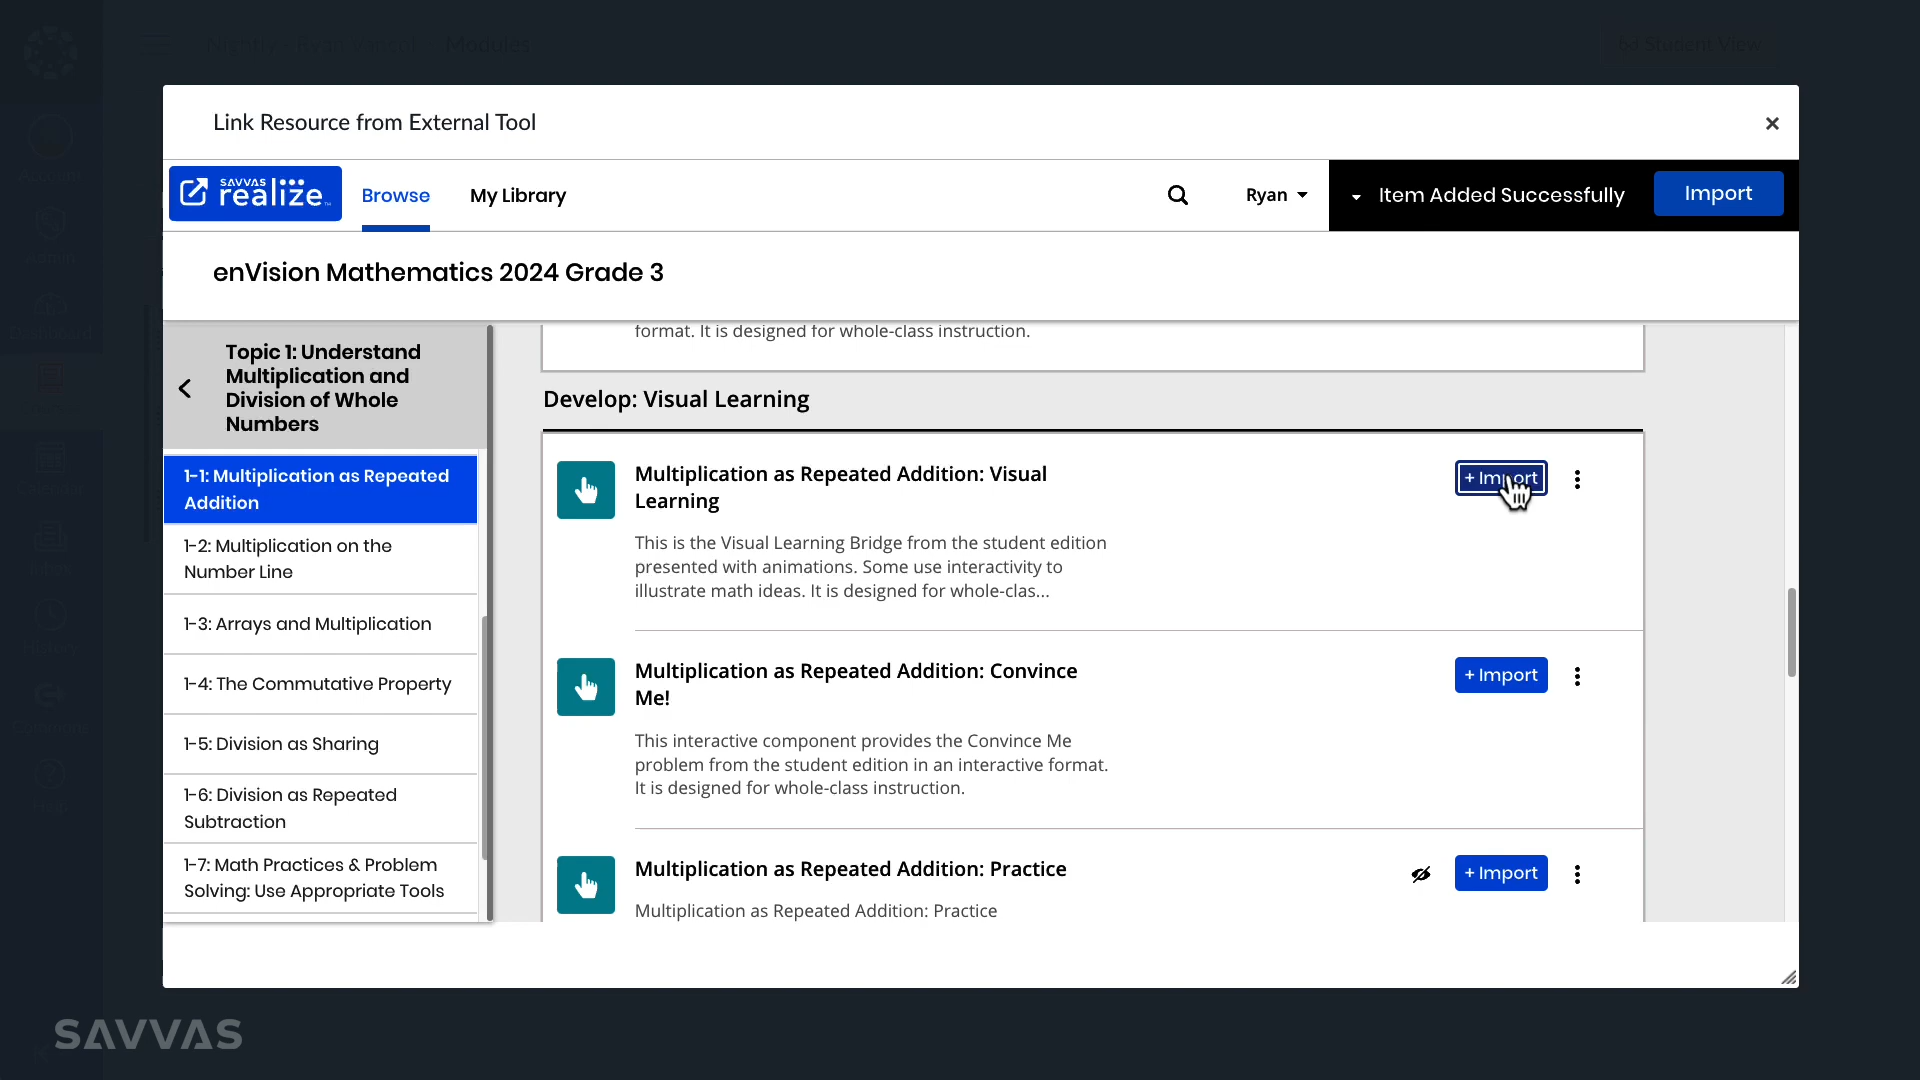 Modules
Student View
Link Resource from External Tool
×
SAVVAS
realize™
Browse
My Library
Ryan
Item Added Successfully
Import
enVision Mathematics 2024 Grade 3
Topic 1: Understand
Multiplication and
Division of Whole
Numbers
1-1: Multiplication as Repeated
Addition
1-2: Multiplication on the
Number Line
1-3: Arrays and Multiplication
1-4: The Commutative Property
1-5: Division as Sharing
1-6: Division as Repeated
Subtraction
1-7: Math Practices & Problem
Solving: Use Appropriate Tools
format. It is designed for whole-class instruction.
Develop: Visual Learning
Multiplication as Repeated Addition: Visual
Learning
+ Import
This is the Visual Learning Bridge from the student edition
presented with animations. Some use interactivity to
illustrate math ideas. It is designed for whole-clas...
Multiplication as Repeated Addition: Convince
Me!
+ Import
This interactive component provides the Convince Me
problem from the student edition in an interactive format.
It is designed for whole-class instruction.
Multiplication as Repeated Addition: Practice
+ Import
Multiplication as Repeated Addition: Practice
SAVVAS